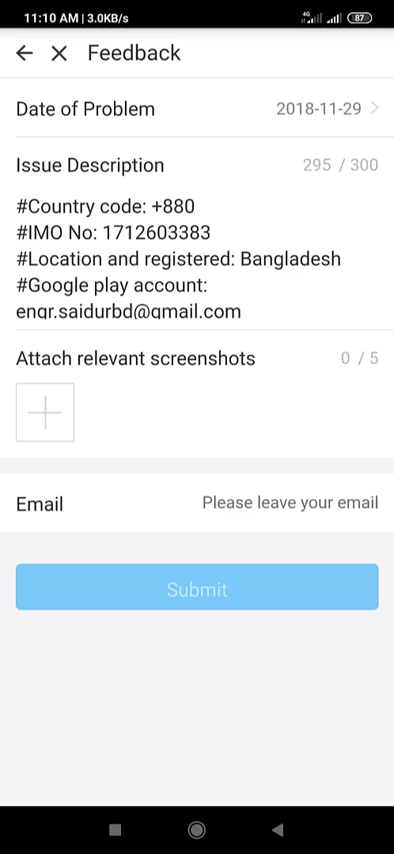 11:10 AM | 3.0KB/s 4G 87
Feedback
Date of Problem 2018-11-29
Issue Description 295 / 300
#Country code: +880
#IMO No: 1712603383
#Location and registered: Bangladesh
#Google play account:
engr.saidurbd@gmail.com
Attach relevant screenshots 0 / 5
Email Please leave your email
Submit